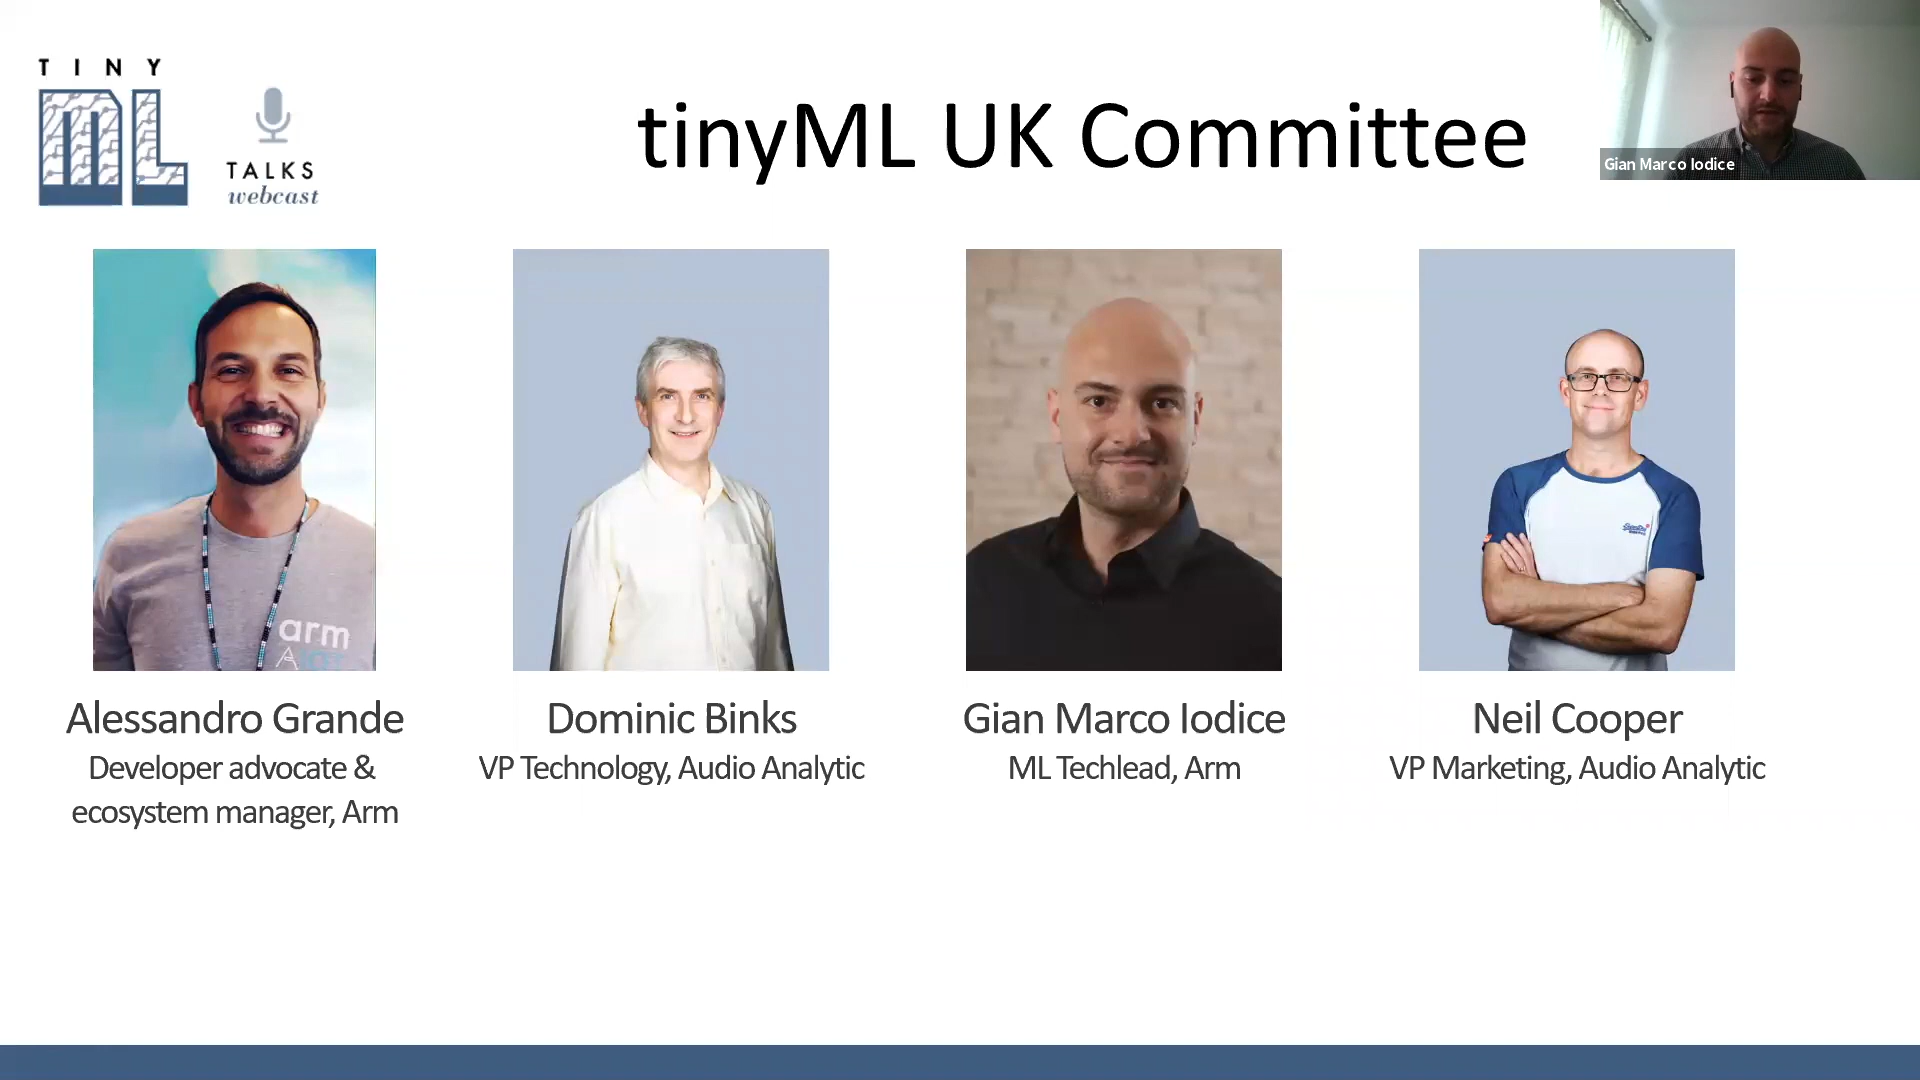 TINY
ML
TALKS
webcast
tinyML UK Committee
Gian Marco Iodice
arm
Alessandro Grande
Developer advocate &
ecosystem manager, Arm
Dominic Binks
VP Technology, Audio Analytic
Gian Marco Iodice
ML Techlead, Arm
Neil Cooper
VP Marketing, Audio Analytic